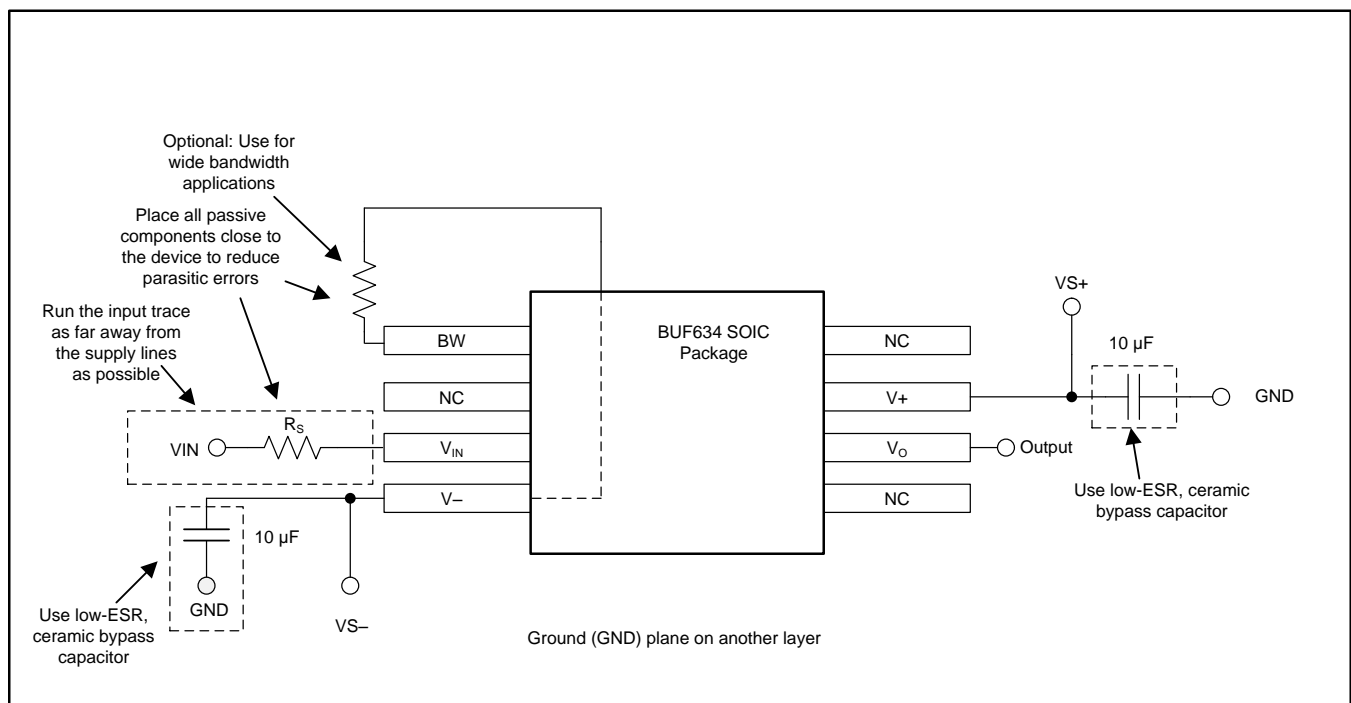 Optional: Use for
wide bandwidth
applications
Place all passive
components close to
the device to reduce
parasitic errors
Run the input trace
as far away from
the supply lines
as possible
VIN
RS
BW
NC
VIN
V–
BUF634 SOIC
Package
NC
V+
VO
NC
VS+
10 µF
GND
Output
Use low-ESR, ceramic
bypass capacitor
10 µF
GND
VS–
Use low-ESR,
ceramic bypass
capacitor
Ground (GND) plane on another layer